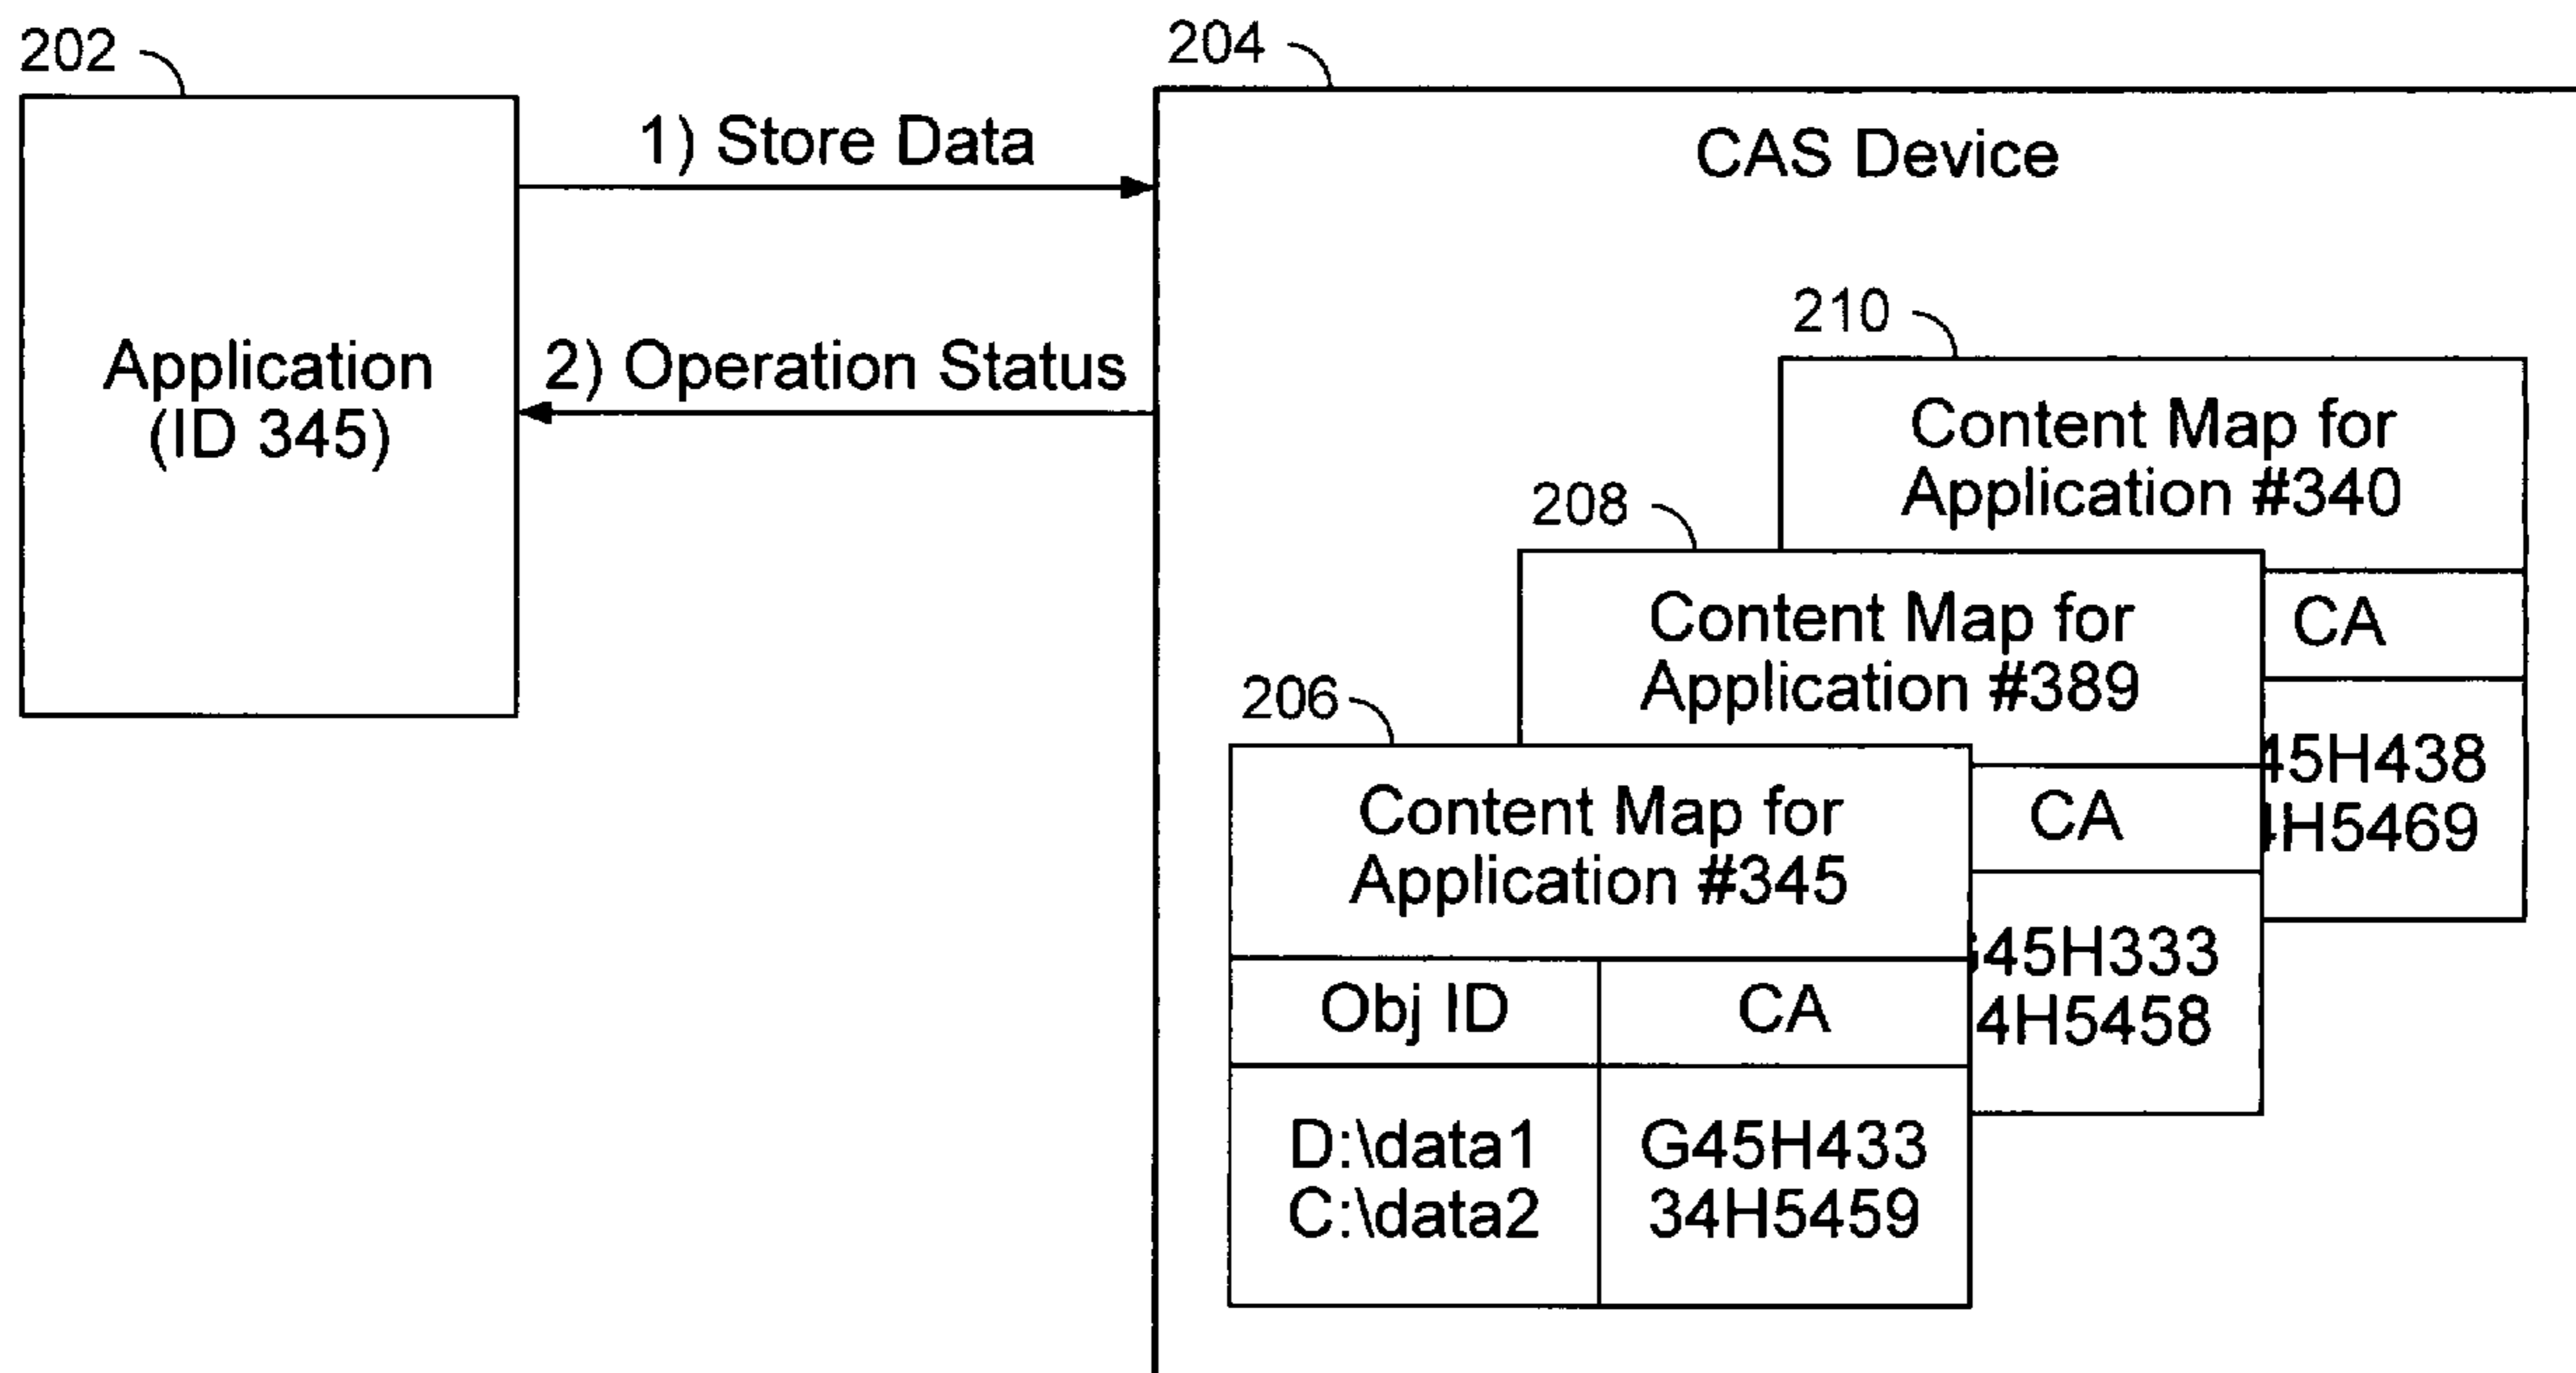 202
204
1) Store Data
CAS Device
Application
(ID 345)
2) Operation Status
210
Content Map for
Application #340
CA
45H438
H5469
208
Content Map for
Application #389
CA
45H333
4H5458
206
Content Map for
Application #345
Obj ID
CA
D:\data1
G45H433
C:\data2
34H5459